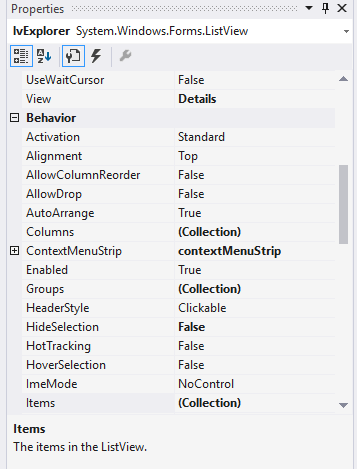 Properties
lvExplorer System.Windows.Forms.ListView
UseWaitCursor False
View Details
Behavior
Activation Standard
Alignment Top
AllowColumnReorder False
AllowDrop False
AutoArrange True
Columns (Collection)
ContextMenuStrip contextMenuStrip
Enabled True
Groups (Collection)
HeaderStyle Clickable
HideSelection False
HotTracking False
HoverSelection False
ImeMode NoControl
Items (Collection)
Items
The items in the ListView.